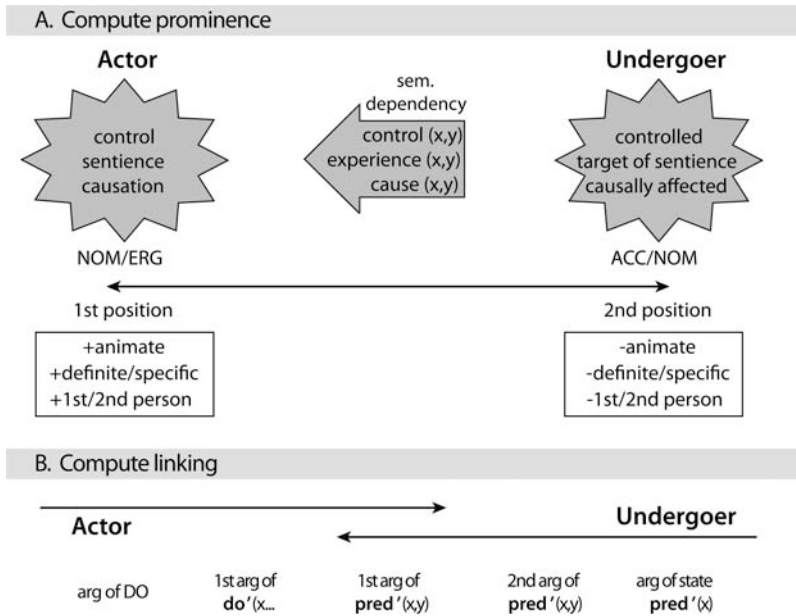 A. Compute prominence
Actor
Undergoer
sem.
dependency
control
sentience
causation
control (x,y)
experience (x,y)
cause (x,y)
controlled
target of sentience
causally affected
NOM/ERG
ACC/NOM
1st position
2nd position
+animate
+definite/specific
+1st/2nd person
-animate
-definite/specific
-1st/2nd person
B. Compute linking
Actor
Undergoer
arg of DO
1st arg of
do′(x...
1st arg of
pred′(x,y)
2nd arg of
pred′(x,y)
arg of state
pred′(x)